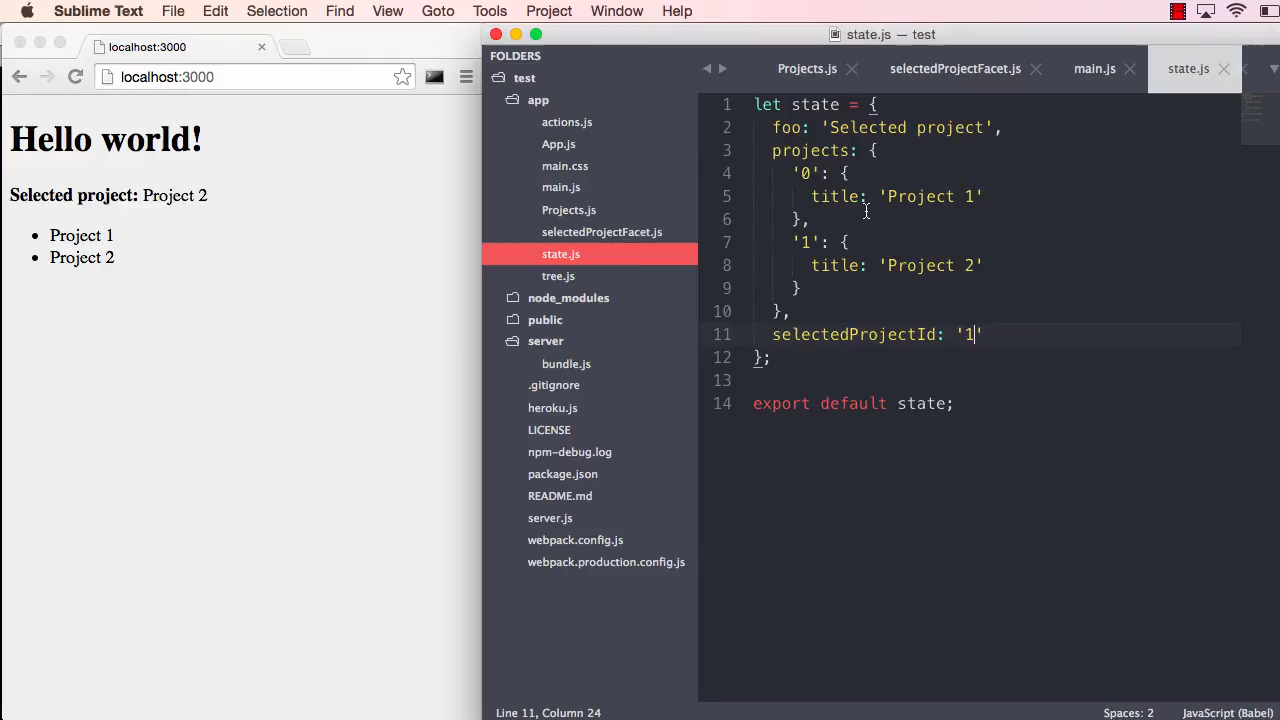 Sublime Text File Edit Selection Find View Goto Tools Project Window Help
localhost:3000
localhost:3000
Hello world!
Selected project: Project 2
Project 1
Project 2
state.js — test
FOLDERS
test
app
actions.js
App.js
main.css
main.js
Projects.js
selectedProjectFacet.js
state.js
tree.js
node_modules
public
server
bundle.js
.gitignore
heroku.js
LICENSE
npm-debug.log
package.json
README.md
server.js
webpack.config.js
webpack.production.config.js
Projects.js selectedProjectFacet.js main.js state.js
1 let state = {
2 foo: 'Selected project',
3 projects: {
4 '0': {
5 title: 'Project 1'
6 },
7 '1': {
8 title: 'Project 2'
9 }
10 },
11 selectedProjectId: '1'
12 };
13
14 export default state;
Line 11, Column 24 Spaces: 2 JavaScript (Babel)